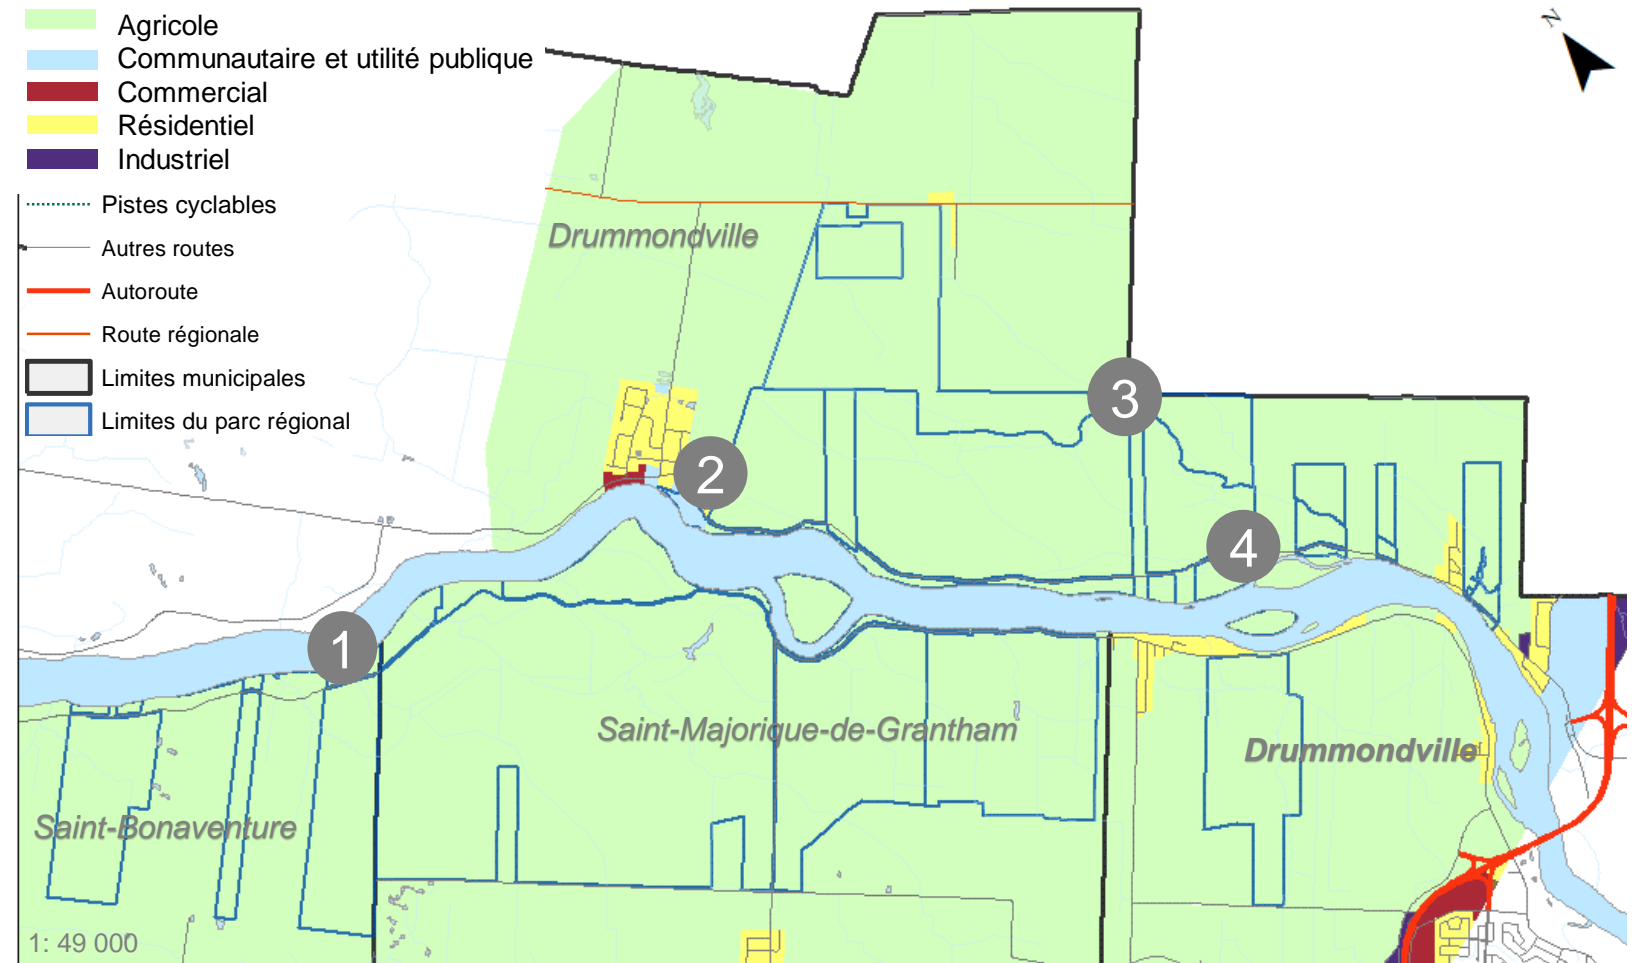 Agricole
Communautaire et utilité publique
Commercial
Résidentiel
Industriel
Pistes cyclables
Autres routes
Autoroute
Route régionale
Limites municipales
Limites du parc régional
N
Drummondville
3
2
4
1
Saint-Majorique-de-Grantham
Drummondville
Saint-Bonaventure
1: 49 000